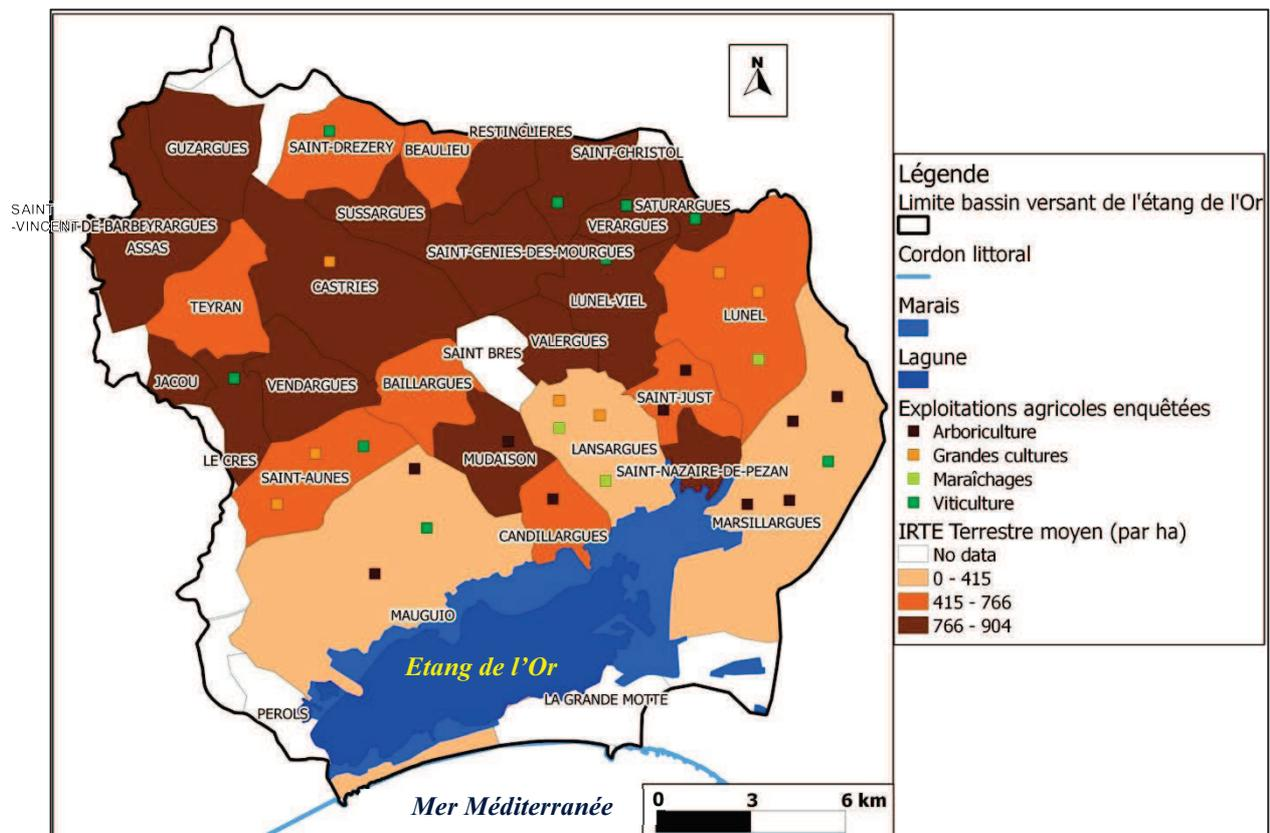 N
RESTINCLIERES
GUZARGUES
SAINT-DREZERY
BEAULIEU
SAINT-CHRISTOL
SAINT
-VINCENT-DE-BARBEYRARGUES
SUSSARGUES
SATURARGUES
VERARGUES
ASSAS
SAINT-GENIES-DES-MOURGUES
CASTRIES
TEYRAN
LUNEL-VIEL
LUNEL
VALERGUES
SAINT BRES
JACOU
VENDARGUES
BAILLARGUES
SAINT-JUST
LANSARGUES
LE CRES
MUDAISON
SAINT-AUNES
SAINT-NAZAIRE-DE-PEZAN
MARSILLARGUES
CANDILLARGUES
MAUGUIO
Etang de l’Or
LA GRANDE MOTTE
PEROLS
Mer Méditerranée
0 3 6 km
Légende
Limite bassin versant de l'étang de l'Or
Cordon littoral
Marais
Lagune
Exploitations agricoles enquêtées
Arboriculture
Grandes cultures
Maraîchages
Viticulture
IRTE Terrestre moyen (par ha)
No data
0 - 415
415 - 766
766 - 904